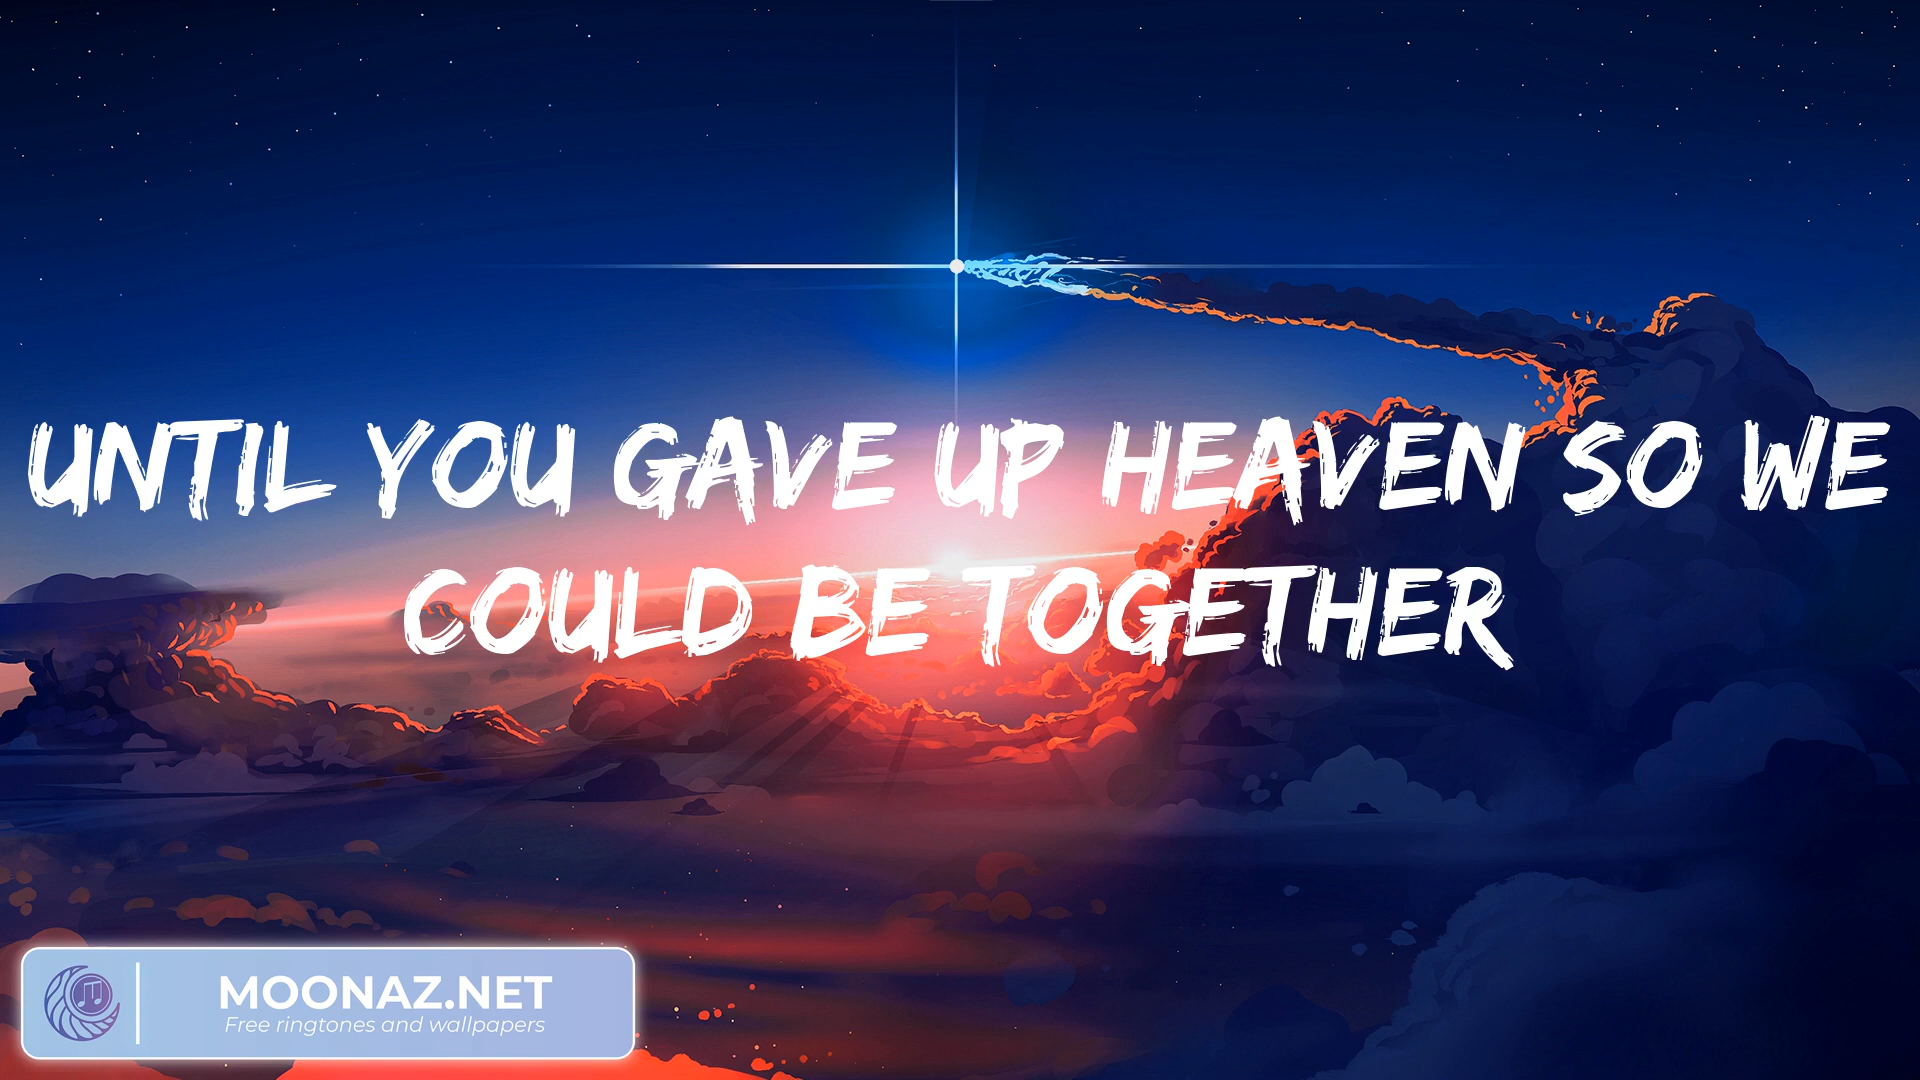 UNTIL YOU GAVE UP HEAVEN SO WE
COULD BE TOGETHER
MOONAZ.NET
Free ringtones and wallpapers